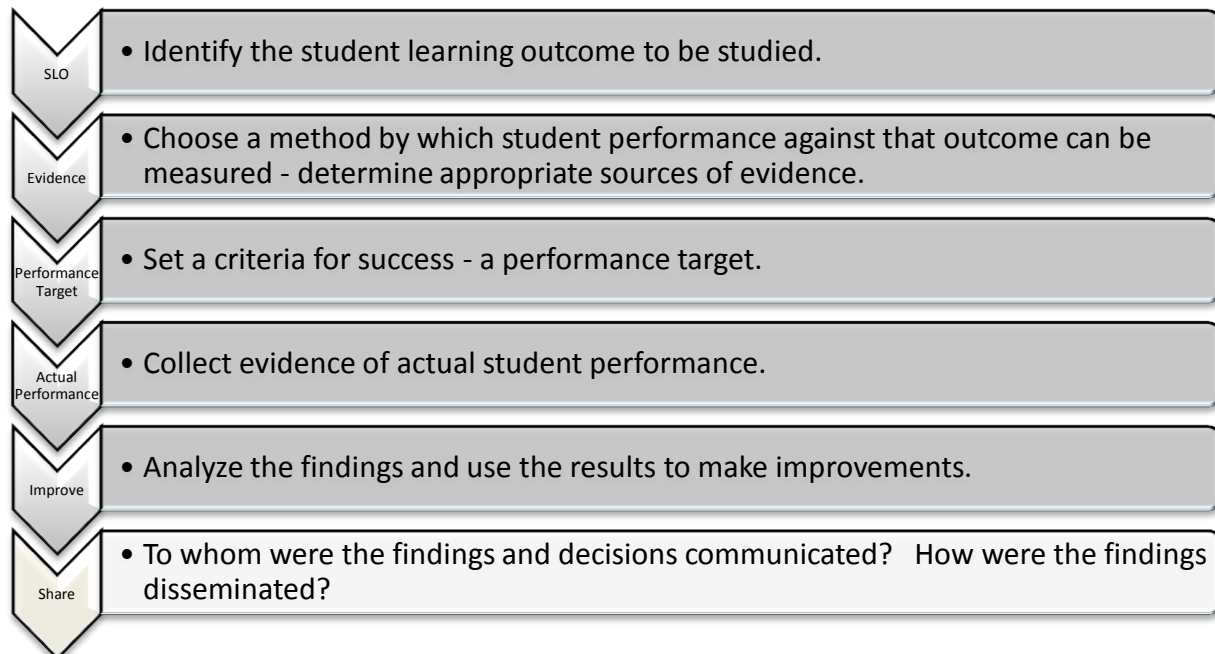 SLO
• Identify the student learning outcome to be studied.
Evidence
• Choose a method by which student performance against that outcome can be
measured - determine appropriate sources of evidence.
Performance
Target
• Set a criteria for success - a performance target.
Actual
Performance
• Collect evidence of actual student performance.
Improve
• Analyze the findings and use the results to make improvements.
Share
• To whom were the findings and decisions communicated?   How were the findings
disseminated?